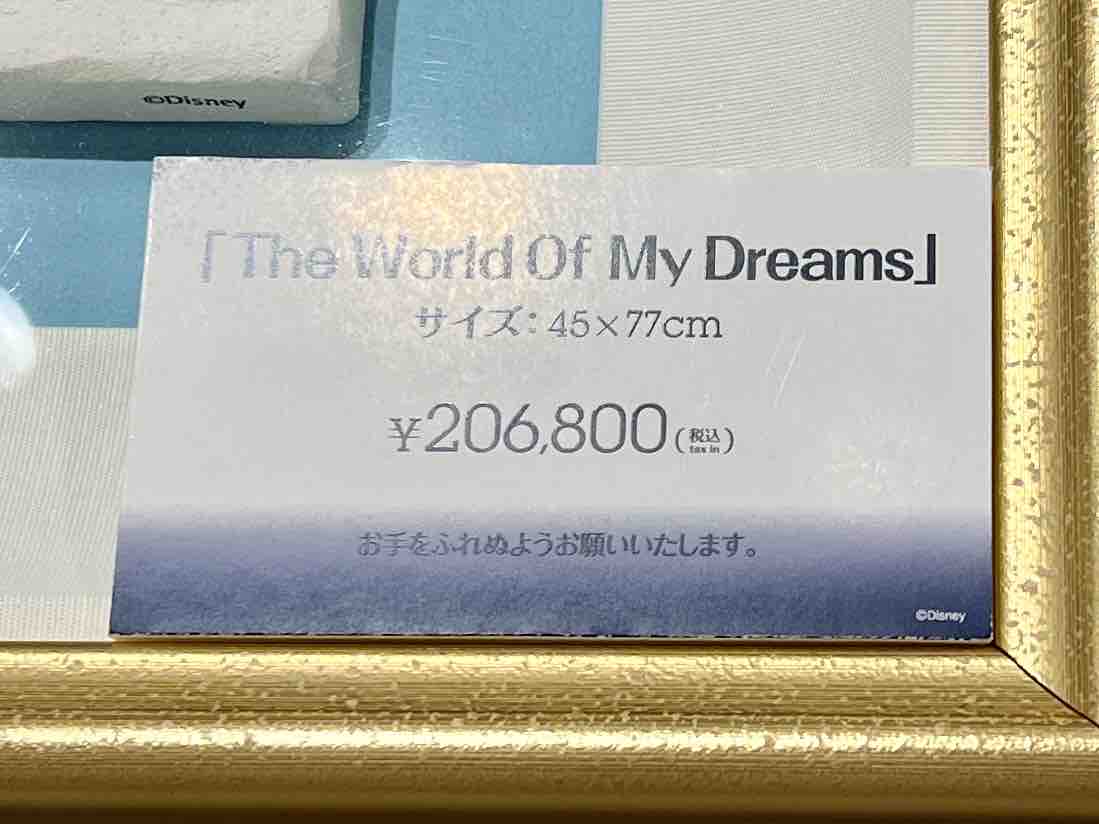 ©Disney
「The World Of My Dreams」
サイズ：45×77cm
¥206,800（税込 tax in）
お手をふれぬようお願いいたします。
©Disney